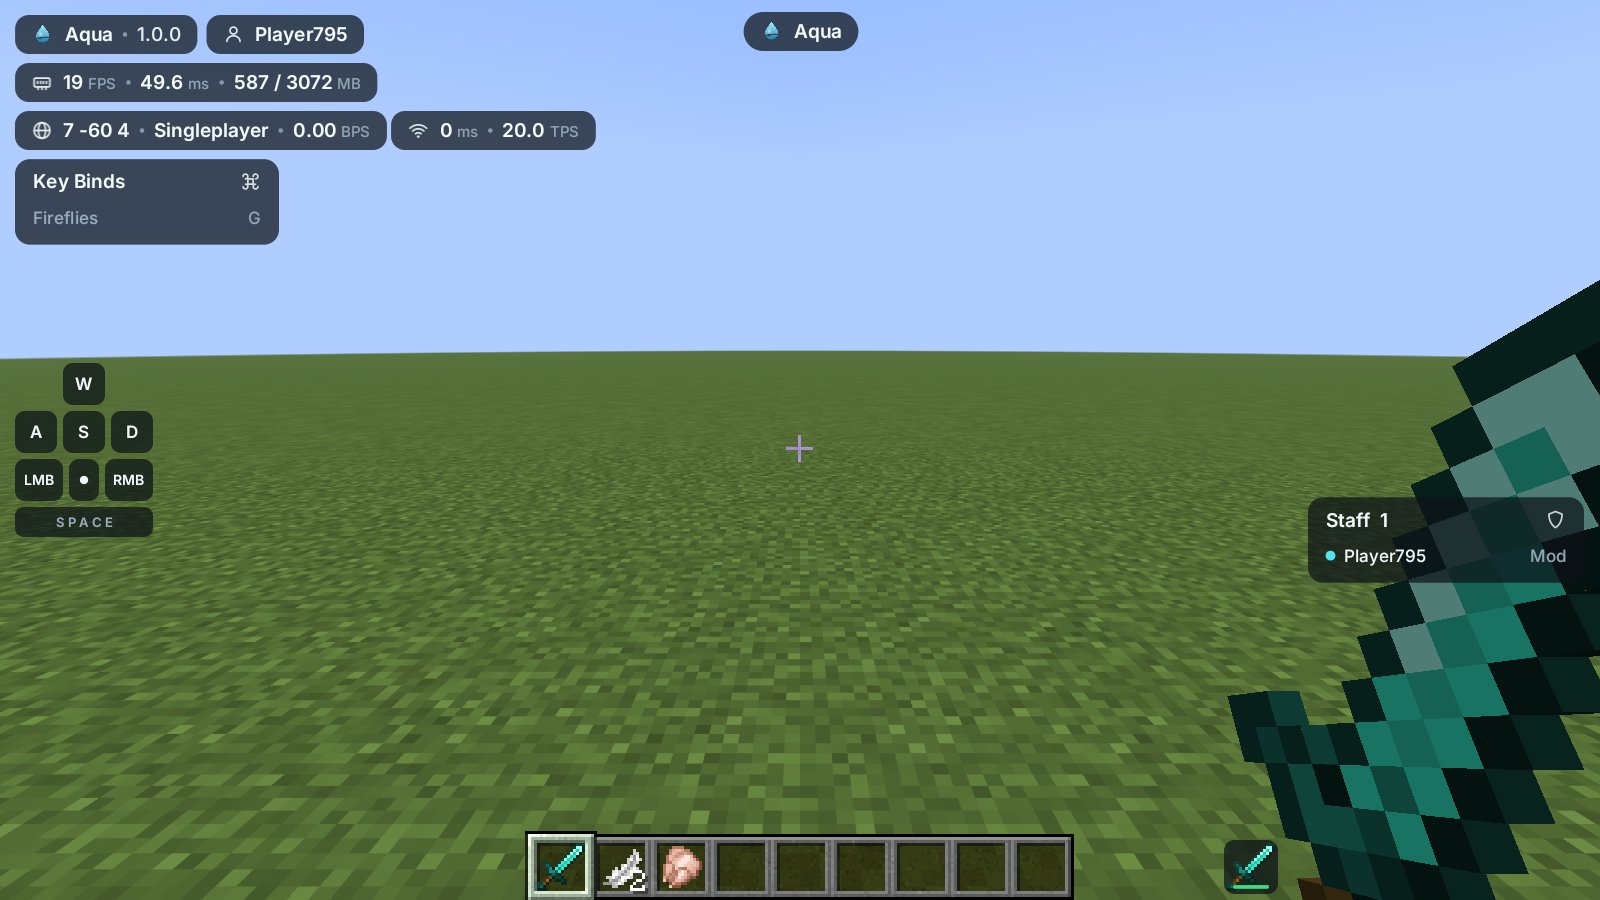 Aqua • 1.0.0
Player795
Aqua
19 FPS • 49.6 ms • 587 / 3072 MB
7 -60 4 • Singleplayer • 0.00 BPS
0 ms • 20.0 TPS
Key Binds
Fireflies G
W
A S D
LMB RMB
SPACE
Staff 1
Player795 Mod
2